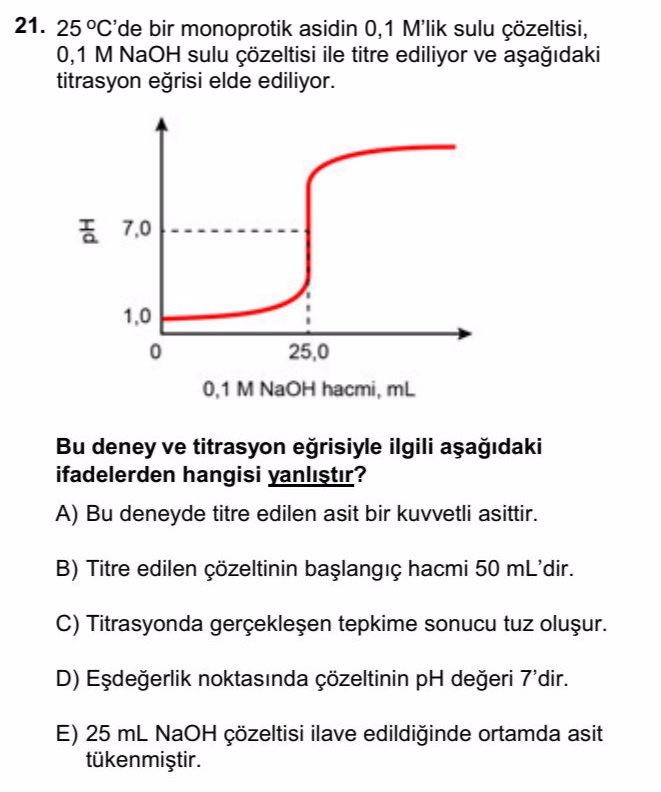 21. 25 ºC’de bir monoprotik asidin 0,1 M’lik sulu çözeltisi,
0,1 M NaOH sulu çözeltisi ile titre ediliyor ve aşağıdaki
titrasyon eğrisi elde ediliyor.
pH
7,0
1,0
0
25,0
0,1 M NaOH hacmi, mL
Bu deney ve titrasyon eğrisiyle ilgili aşağıdaki
ifadelerden hangisi yanlıştır?
A) Bu deneyde titre edilen asit bir kuvvetli asittir.
B) Titre edilen çözeltinin başlangıç hacmi 50 mL’dir.
C) Titrasyonda gerçekleşen tepkime sonucu tuz oluşur.
D) Eşdeğerlik noktasında çözeltinin pH değeri 7’dir.
E) 25 mL NaOH çözeltisi ilave edildiğinde ortamda asit
tükenmiştir.